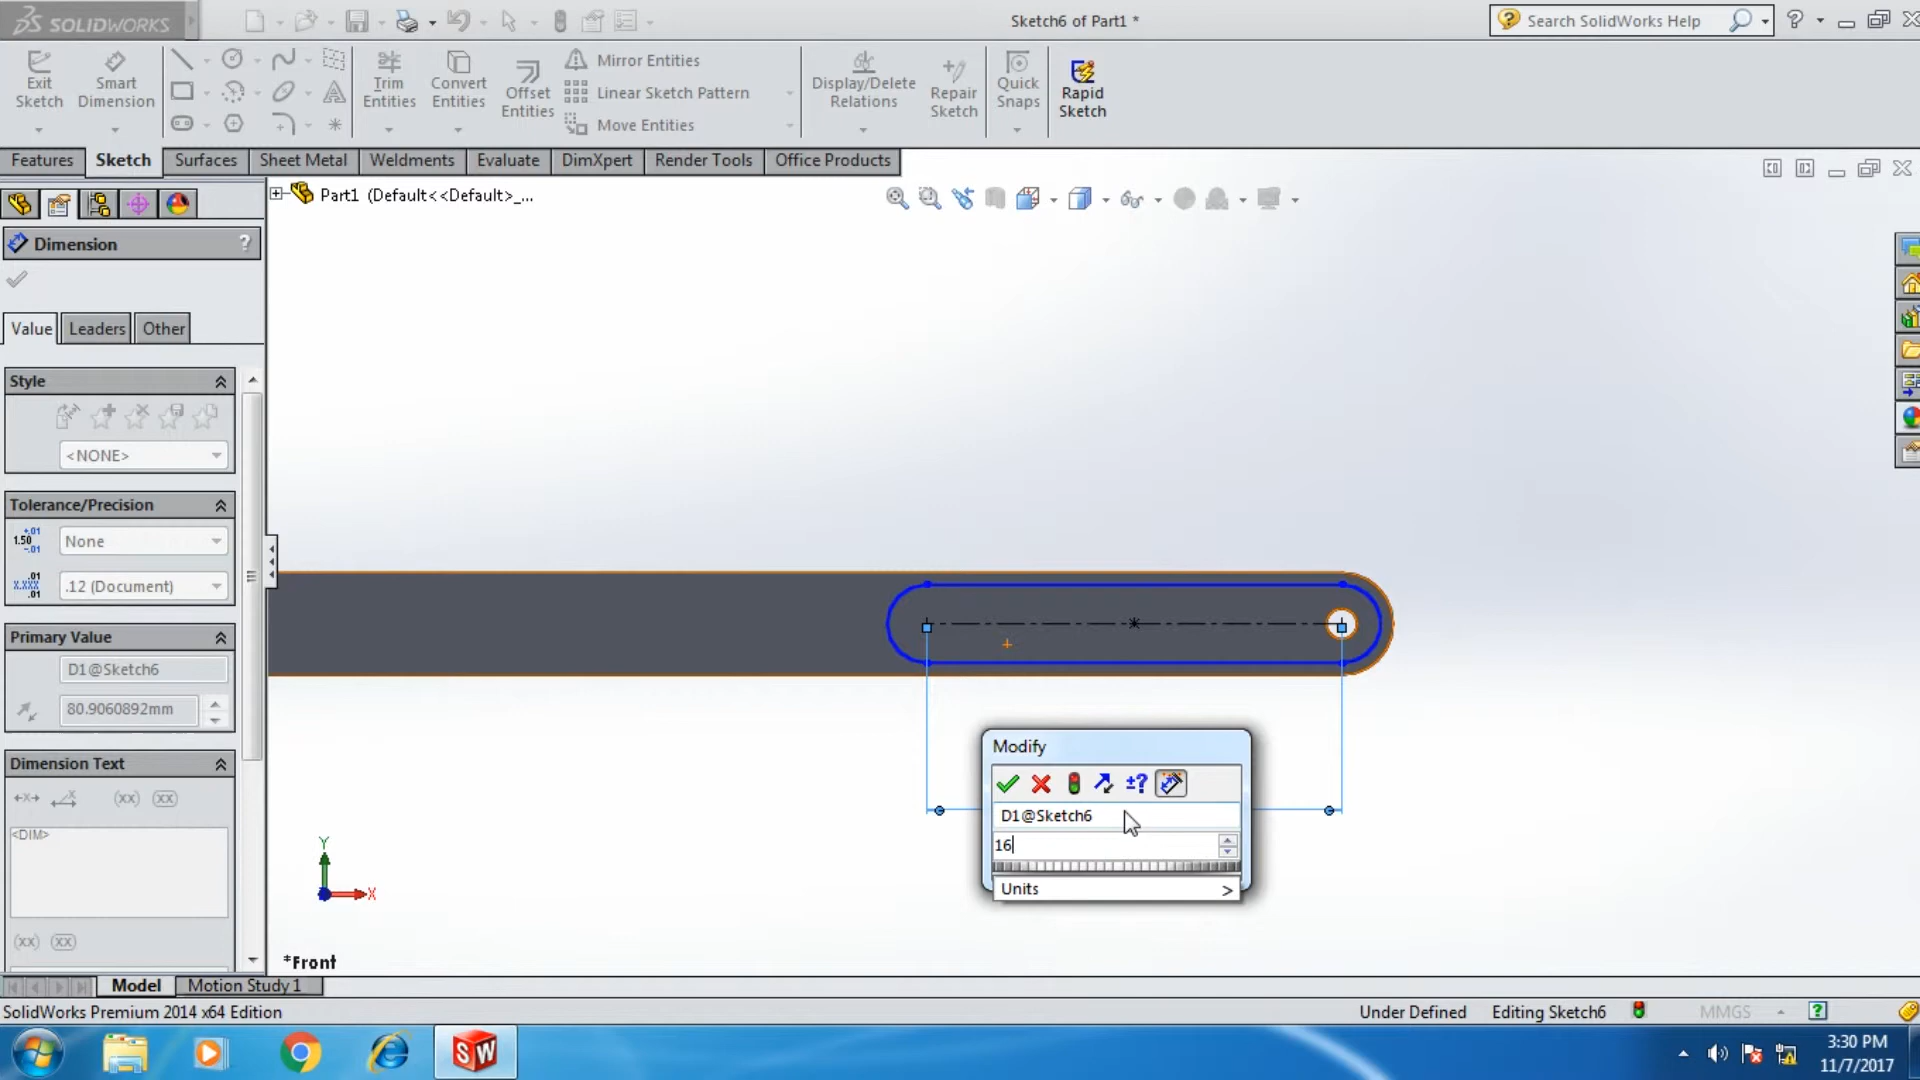 SOLIDWORKS
Sketch6 of Part1 *
Search SolidWorks Help
Exit Sketch
Smart Dimension
Trim Entities
Convert Entities
Offset Entities
Mirror Entities
Linear Sketch Pattern
Move Entities
Display/Delete Relations
Repair Sketch
Quick Snaps
Rapid Sketch
Features
Sketch
Surfaces
Sheet Metal
Weldments
Evaluate
DimXpert
Render Tools
Office Products
Part1 (Default<<Default>_...
Dimension
?
Value
Leaders
Other
Style
<NONE>
Tolerance/Precision
None
.12 (Document)
Primary Value
D1@Sketch6
80.9060892mm
Dimension Text
<DIM>
(xx) (xx)
(xx) (xx)
Modify
D1@Sketch6
16
Units >
Y
X
*Front
Model
Motion Study 1
SolidWorks Premium 2014 x64 Edition
Under Defined
Editing Sketch6
MMGS
3:30 PM
11/7/2017